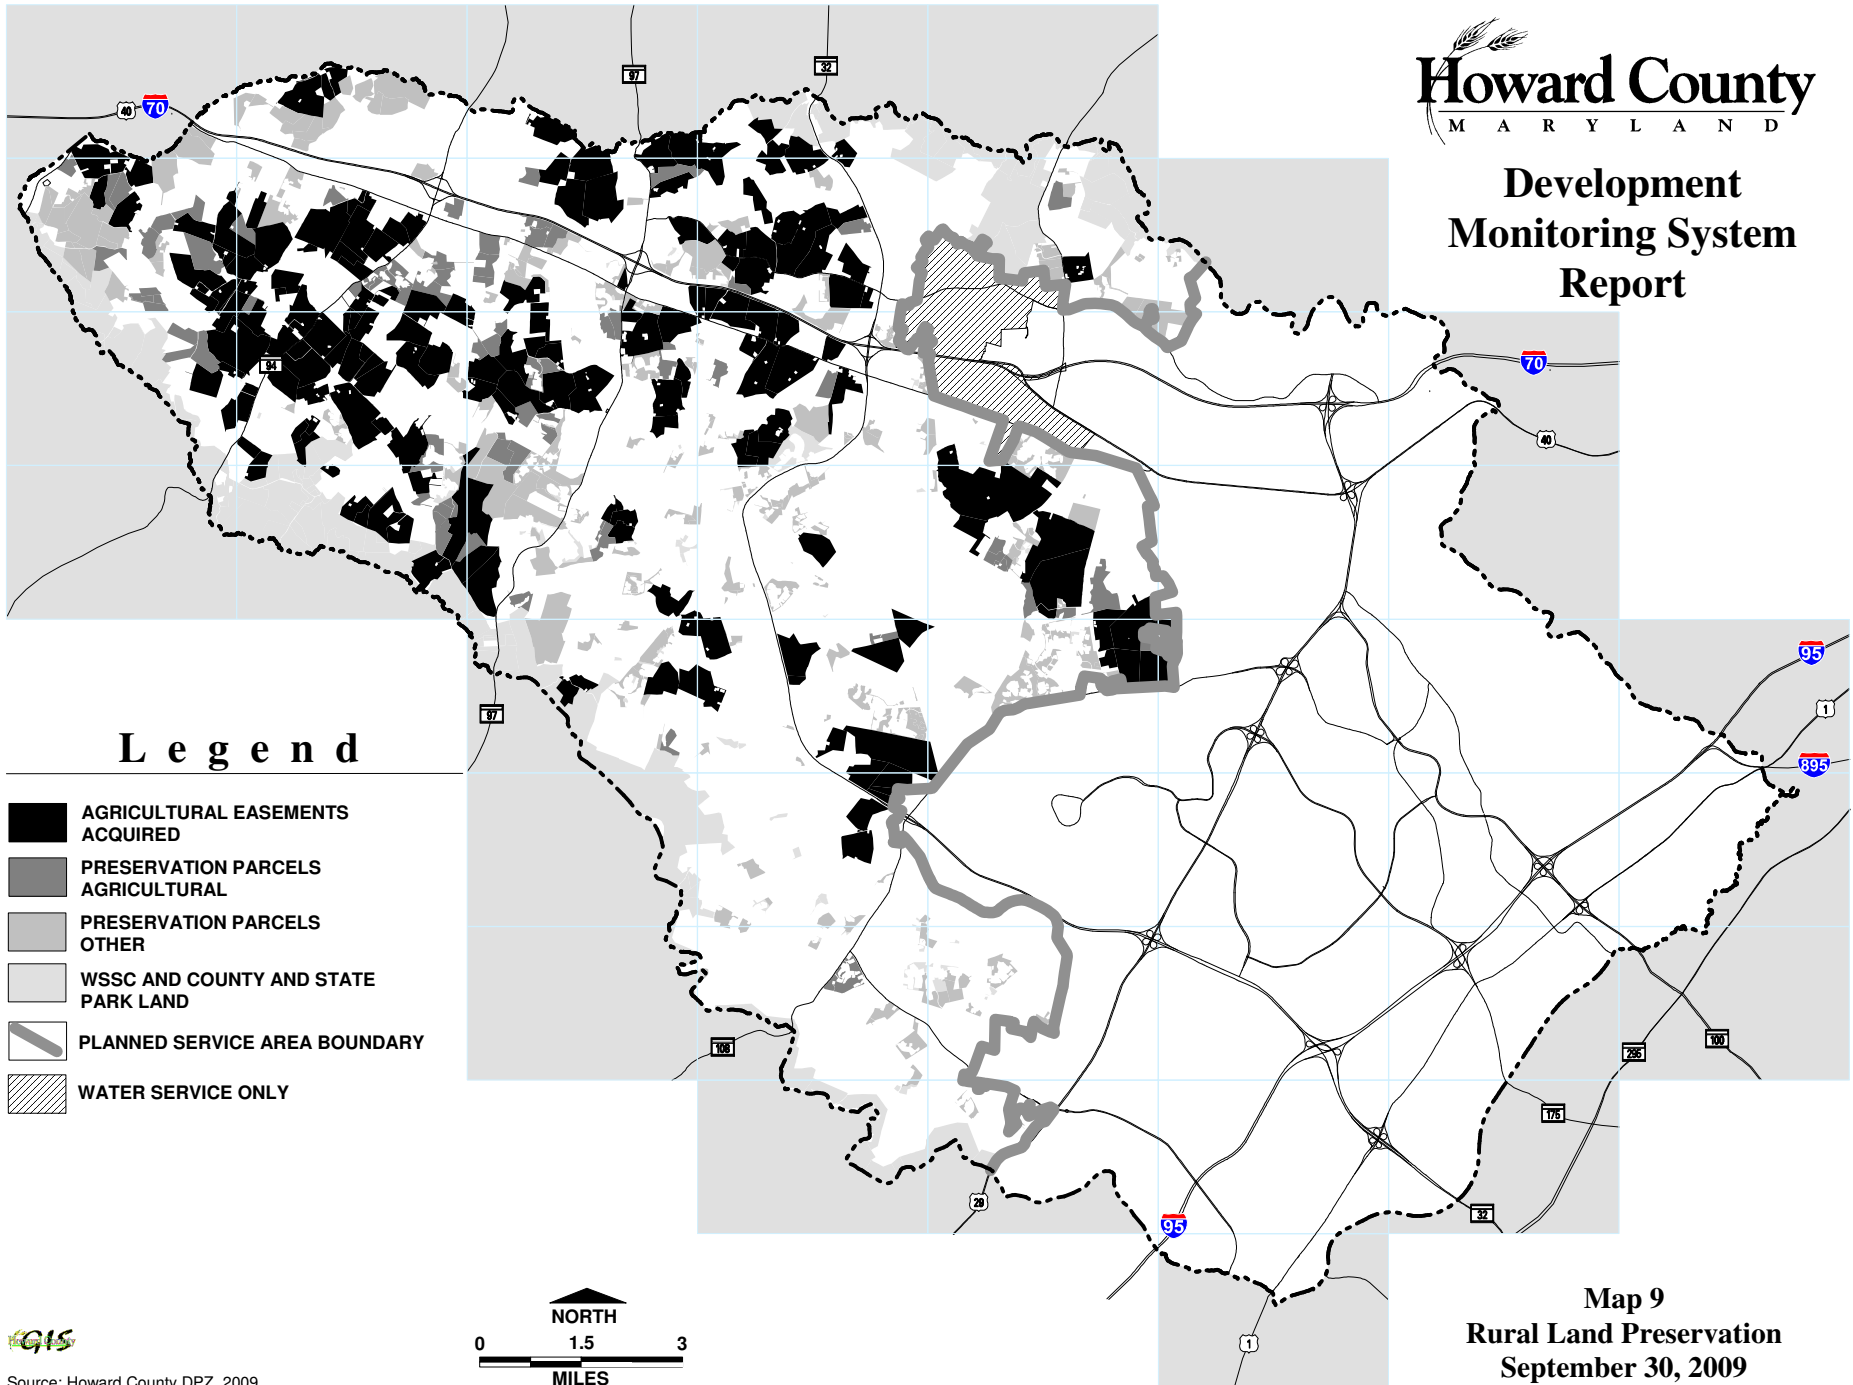 Howard County
MARYLAND
Development
Monitoring System
Report
97
32
40
70
94
70
40
95
1
895
97
108
295
100
175
29
32
95
1
Legend
AGRICULTURAL EASEMENTS
ACQUIRED
PRESERVATION PARCELS
AGRICULTURAL
PRESERVATION PARCELS
OTHER
WSSC AND COUNTY AND STATE
PARK LAND
PLANNED SERVICE AREA BOUNDARY
WATER SERVICE ONLY
NORTH
0 1.5 3
MILES
Map 9
Rural Land Preservation
September 30, 2009
Howard County
GIS
Source: Howard County DPZ, 2009